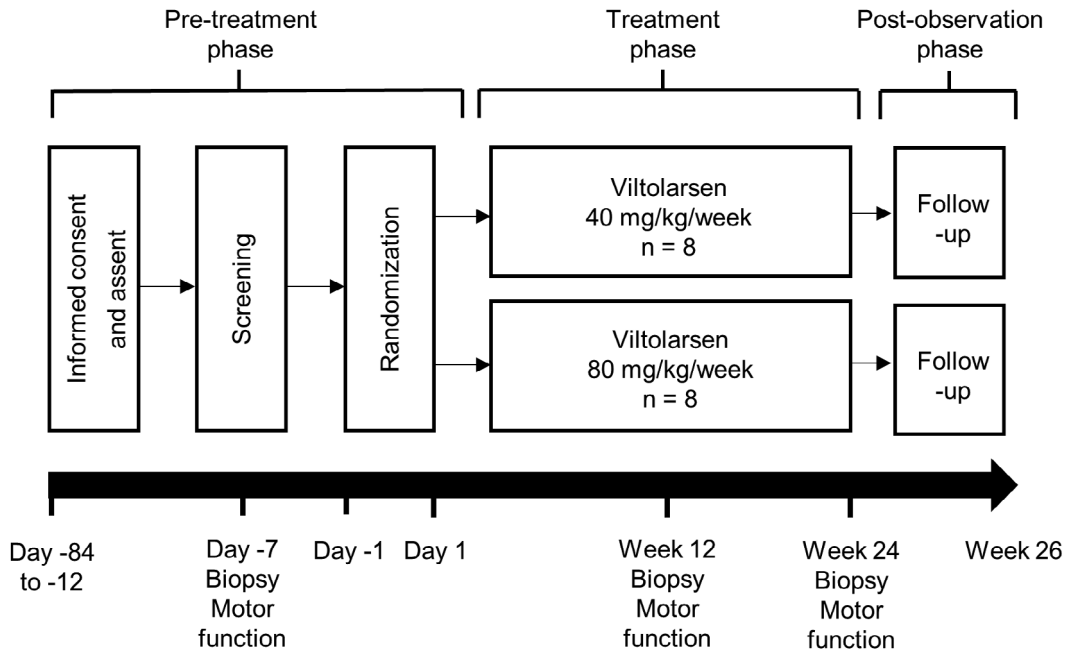 Pre-treatment
phase
Treatment
phase
Post-observation
phase
Informed consent
and assent
Screening
Randomization
Viltolarsen
40 mg/kg/week
n = 8
Follow
-up
Viltolarsen
80 mg/kg/week
n = 8
Follow
-up
Day -84
to -12
Day -7
Biopsy
Motor
function
Day -1
Day 1
Week 12
Biopsy
Motor
function
Week 24
Biopsy
Motor
function
Week 26